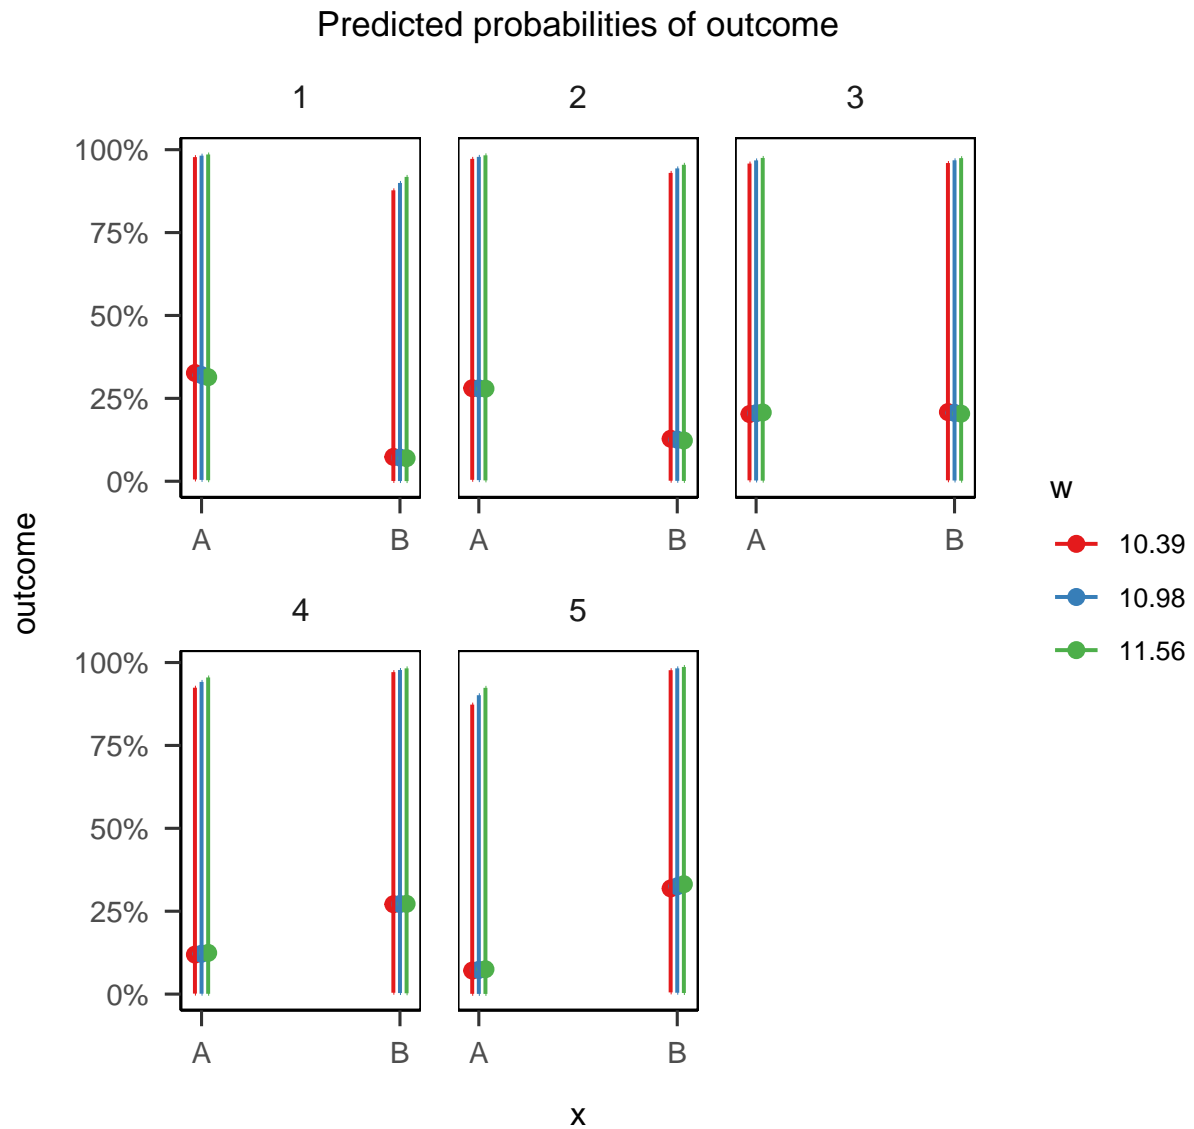 Predicted probabilities of outcome
1 2 3
100%
75%
50%
25%
0%
A B A B A B
4 5
100%
75%
50%
25%
0%
A B A B
x
outcome
w
10.39
10.98
11.56